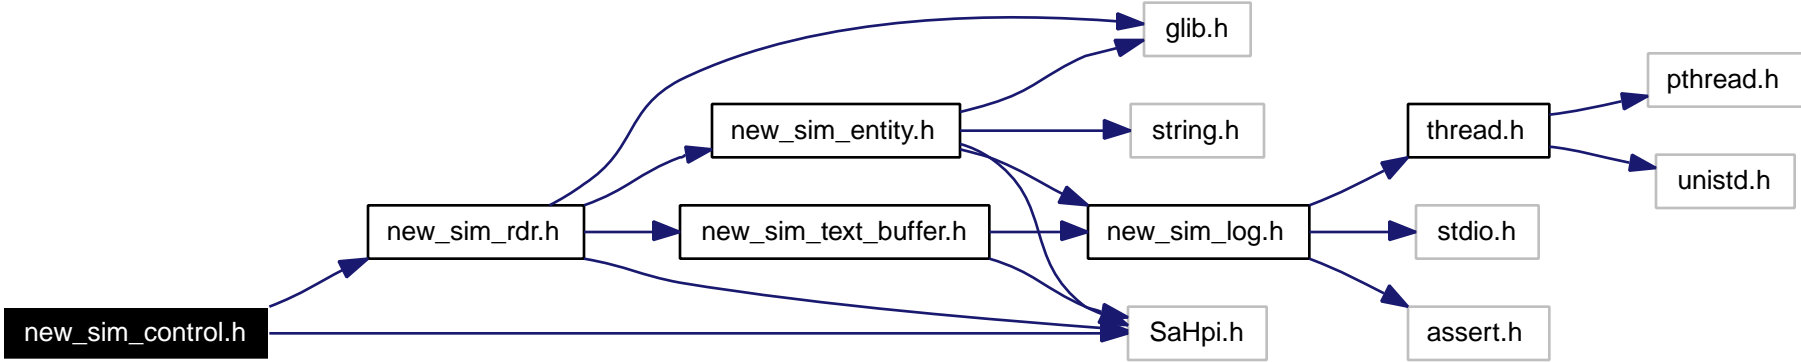 glib.h
pthread.h
new_sim_entity.h
string.h
thread.h
unistd.h
new_sim_rdr.h
new_sim_text_buffer.h
new_sim_log.h
stdio.h
new_sim_control.h
SaHpi.h
assert.h